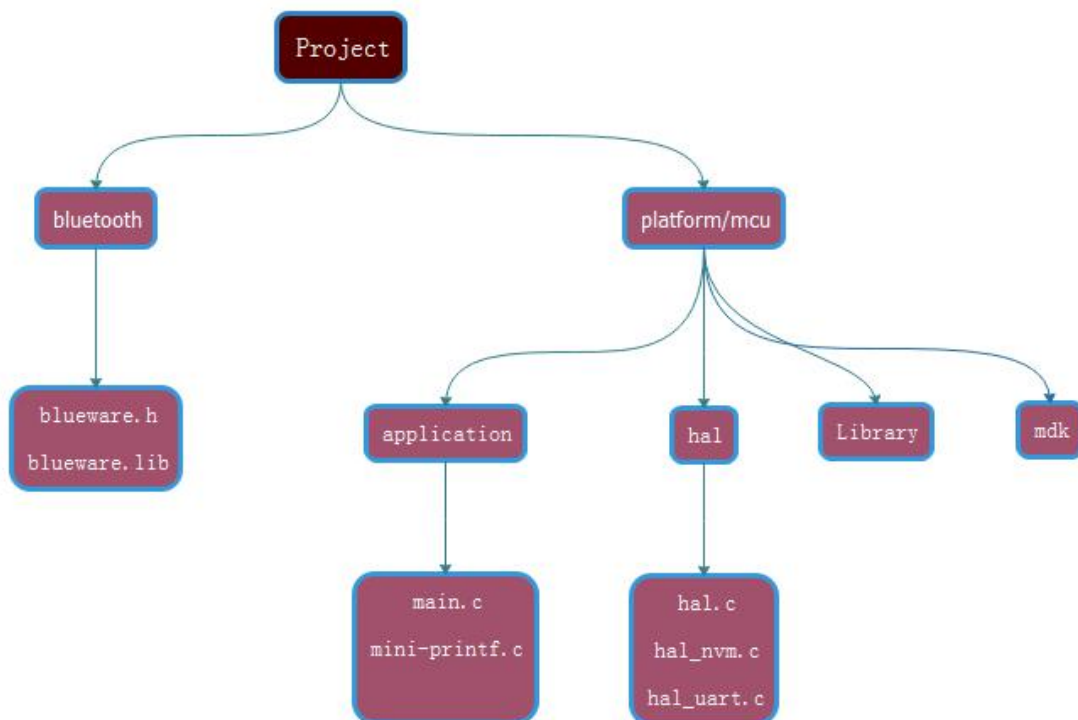 Project
bluetooth
platform/mcu
blueware.h
blueware.lib
application
hal
Library
mdk
main.c
mini-printf.c
hal.c
hal_nvm.c
hal_uart.c